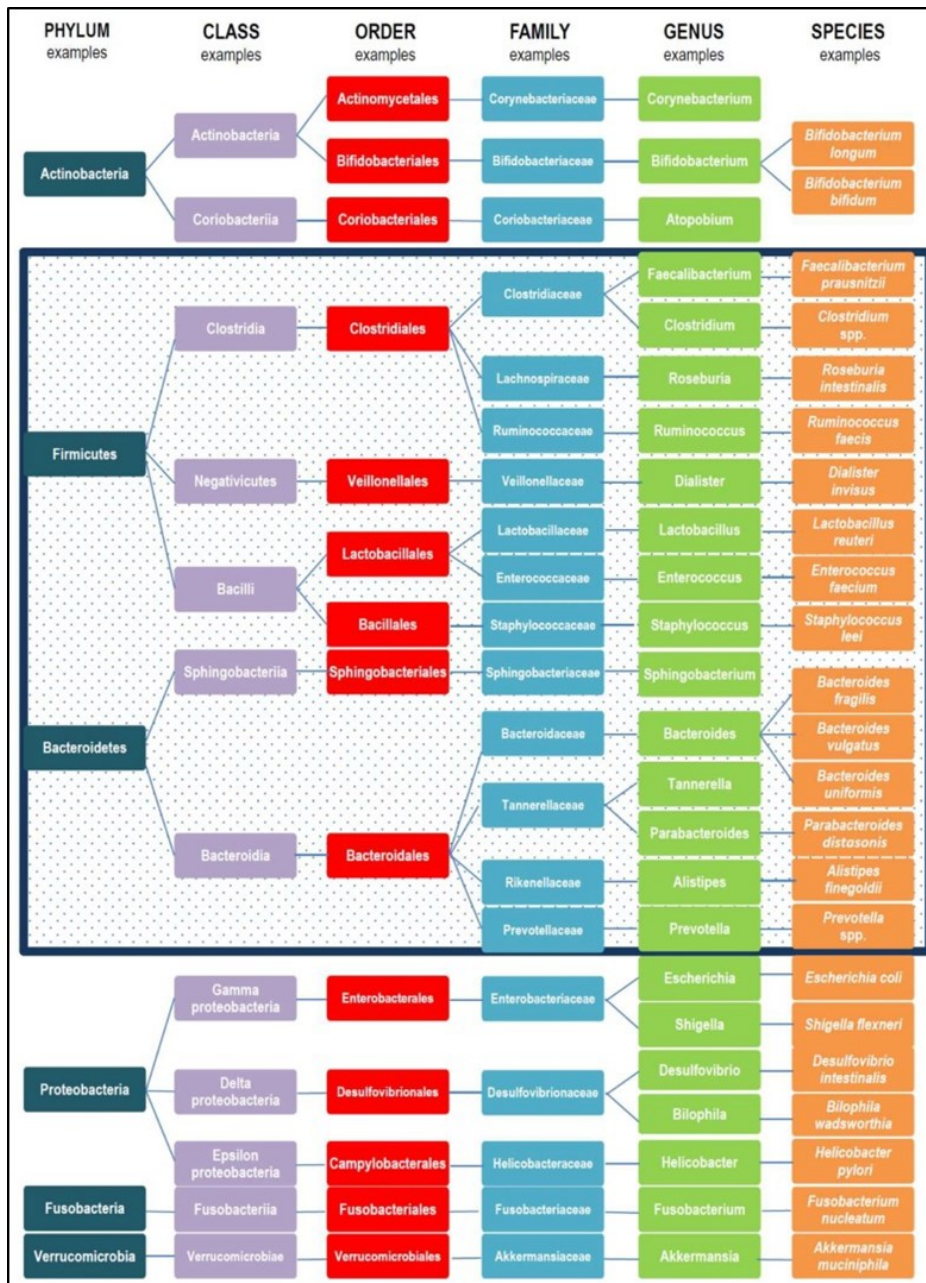 PHYLUM CLASS ORDER FAMILY GENUS SPECIES
examples examples examples examples examples examples
Actinomycetales Corynebacteriaceae Corynebacterium
Actinobacteria
Bifidobacterium
longum
Actinobacteria
Bifidobacteriales Bifidobacteriaceae Bifidobacterium
Bifidobacterium
bifidum
Coriobacteriia Coriobacteriales Coriobacteriaceae Atopobium
Faecalibacterium
Faecalibacterium
prausnitzii
Clostridiaceae
Clostridia Clostridiales
Clostridium
Clostridium
spp.
Lachnospiraceae Roseburia
Roseburia
intestinalis
Ruminococcaceae Ruminococcus
Ruminococcus
faecis
Firmicutes
Negativicutes Veillonellales Veillonellaceae Dialister
Dialister
invisus
Lactobacillales
Lactobacillaceae Lactobacillus
Lactobacillus
reuteri
Bacilli
Enterococcaceae Enterococcus
Enterococcus
faecium
Bacillales Staphylococcaceae Staphylococcus
Staphylococcus
leei
Sphingobacteriia Sphingobacteriales Sphingobacteriaceae Sphingobacterium
Bacteroides
fragilis
Bacteroidetes
Bacteroidaceae Bacteroides
Bacteroides
vulgatus
Bacteroides
uniformis
Tannerellaceae
Tannerella
Parabacteroides
Parabacteroides
distasonis
Bacteroidia Bacteroidales
Rikenellaceae Alistipes
Alistipes
finegoldii
Prevotellaceae Prevotella
Prevotella
spp.
Gamma
proteobacteria
Enterobacterales Enterobacteriaceae
Escherichia Escherichia coli
Shigella Shigella flexneri
Proteobacteria
Delta
proteobacteria
Desulfovibrionales Desulfovibrionaceae
Desulfovibrio
Desulfovibrio
intestinalis
Bilophila
Bilophila
wadsworthia
Epsilon
proteobacteria
Campylobacterales Helicobacteraceae Helicobacter
Helicobacter
pylori
Fusobacteria Fusobacteriia Fusobacteriales Fusobacteriaceae Fusobacterium
Fusobacterium
nucleatum
Verrucomicrobia Verrucomicrobiae Verrucomicrobiales Akkermansiaceae Akkermansia
Akkermansia
muciniphila